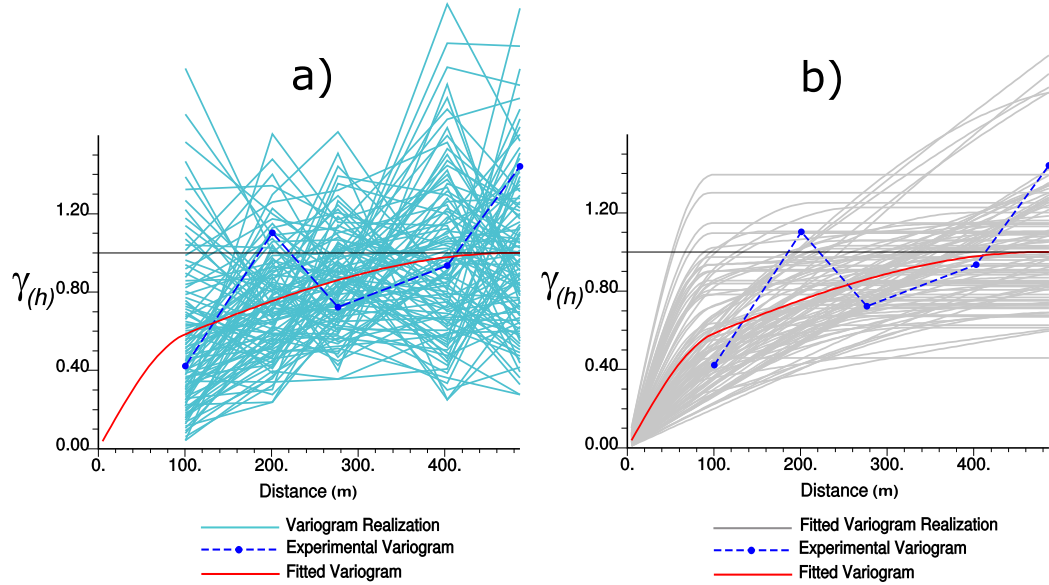 a)
1.20
0.80
0.40
0.00
γ(h)
0. 100. 200. 300. 400.
Distance (m)
Variogram Realization
Experimental Variogram
Fitted Variogram
b)
1.20
0.80
0.40
0.00
γ(h)
0. 100. 200. 300. 400.
Distance (m)
Fitted Variogram Realization
Experimental Variogram
Fitted Variogram